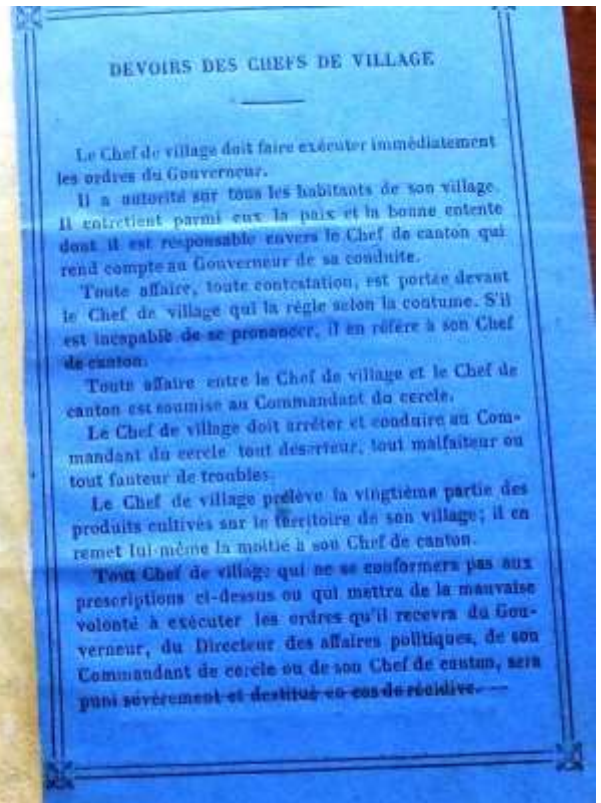 DEVOIRS DES CHEFS DE VILLAGE
Le Chef de village doit faire exécuter immédiatement
les ordres du Gouverneur.
Il a autorité sur tous les habitants de son village.
Il entretient parmi eux la paix et la bonne entente
dont il est responsable envers le Chef de canton qui
rend compte au Gouverneur de sa conduite.
Toute affaire, toute contestation, est portée devant
le Chef de village qui la règle selon la coutume. S'il
est incapable de se prononcer, il en réfère à son Chef
de canton.
Toute affaire entre le Chef de village et le Chef de
canton est soumise au Commandant du cercle.
Le Chef de village doit arrêter et conduire au Com-
mandant du cercle tout déserteur, tout malfaiteur ou
tout fauteur de troubles.
Le Chef de village prélève la vingtième partie des
produits cultivés sur le territoire de son village; il en
remet lui-même la moitié à son Chef de canton.
Tout Chef de village qui ne se conformera pas aux
prescriptions ci-dessus ou qui mettra de la mauvaise
volonté à exécuter les ordres qu'il recevra du Gou-
verneur, du Directeur des affaires politiques, de son
Commandant de cercle ou de son Chef de canton, sera
puni sévèrement et destitué en cas de récidive. —